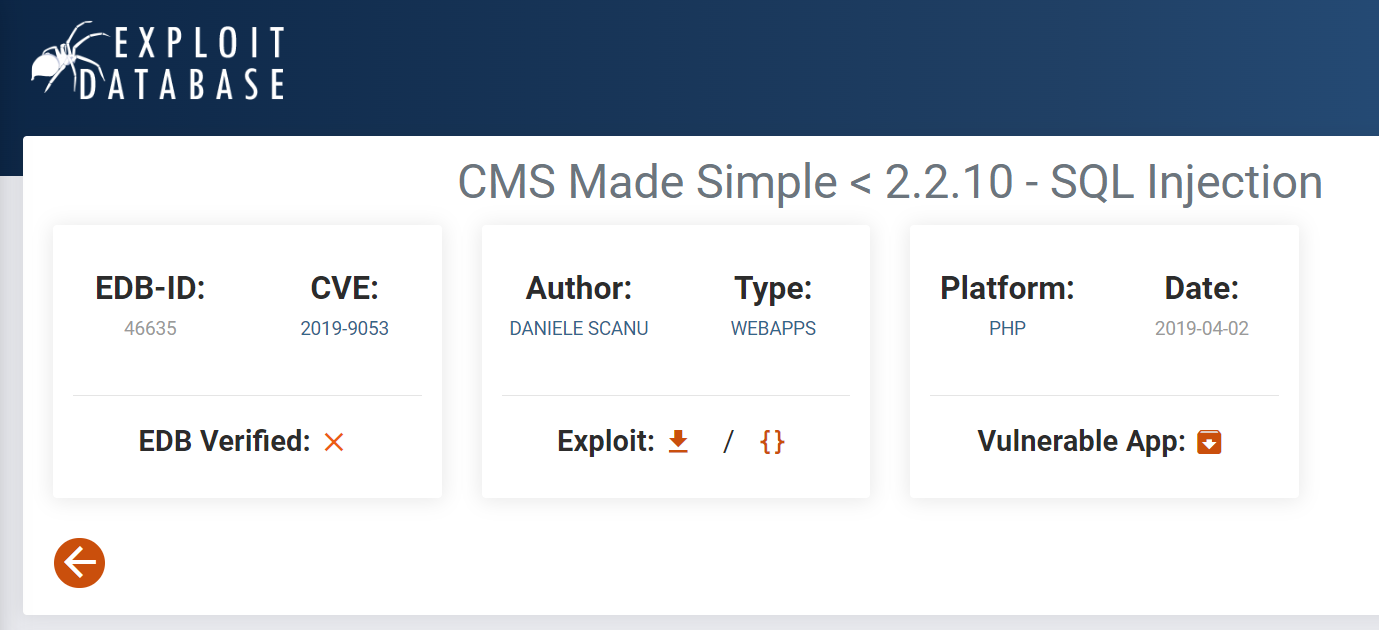 EXPLOIT
DATABASE
CMS Made Simple < 2.2.10 - SQL Injection
EDB-ID:
46635
CVE:
2019-9053
EDB Verified:
Author:
DANIELE SCANU
Type:
WEBAPPS
Exploit: / {}
Platform:
PHP
Date:
2019-04-02
Vulnerable App: